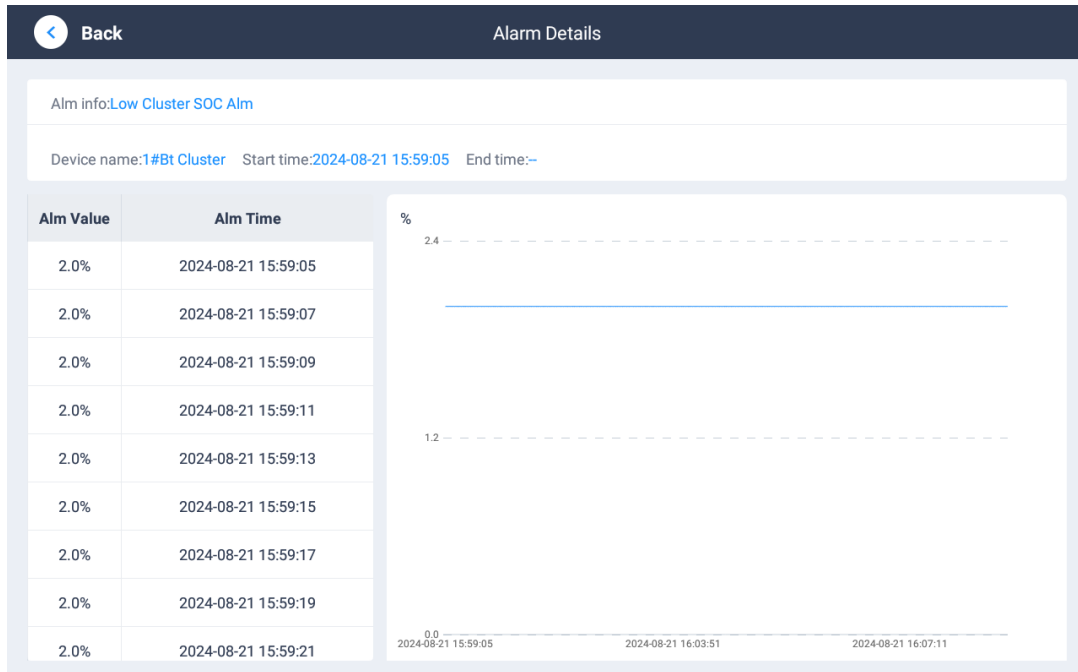 Back
Alarm Details
Alm info:Low Cluster SOC Alm
Device name:1#Bt Cluster Start time:2024-08-21 15:59:05 End time:--
Alm Value Alm Time
2.0% 2024-08-21 15:59:05
2.0% 2024-08-21 15:59:07
2.0% 2024-08-21 15:59:09
2.0% 2024-08-21 15:59:11
2.0% 2024-08-21 15:59:13
2.0% 2024-08-21 15:59:15
2.0% 2024-08-21 15:59:17
2.0% 2024-08-21 15:59:19
2.0% 2024-08-21 15:59:21
%
2.4
1.2
0.0
2024-08-21 15:59:05 2024-08-21 16:03:51 2024-08-21 16:07:11